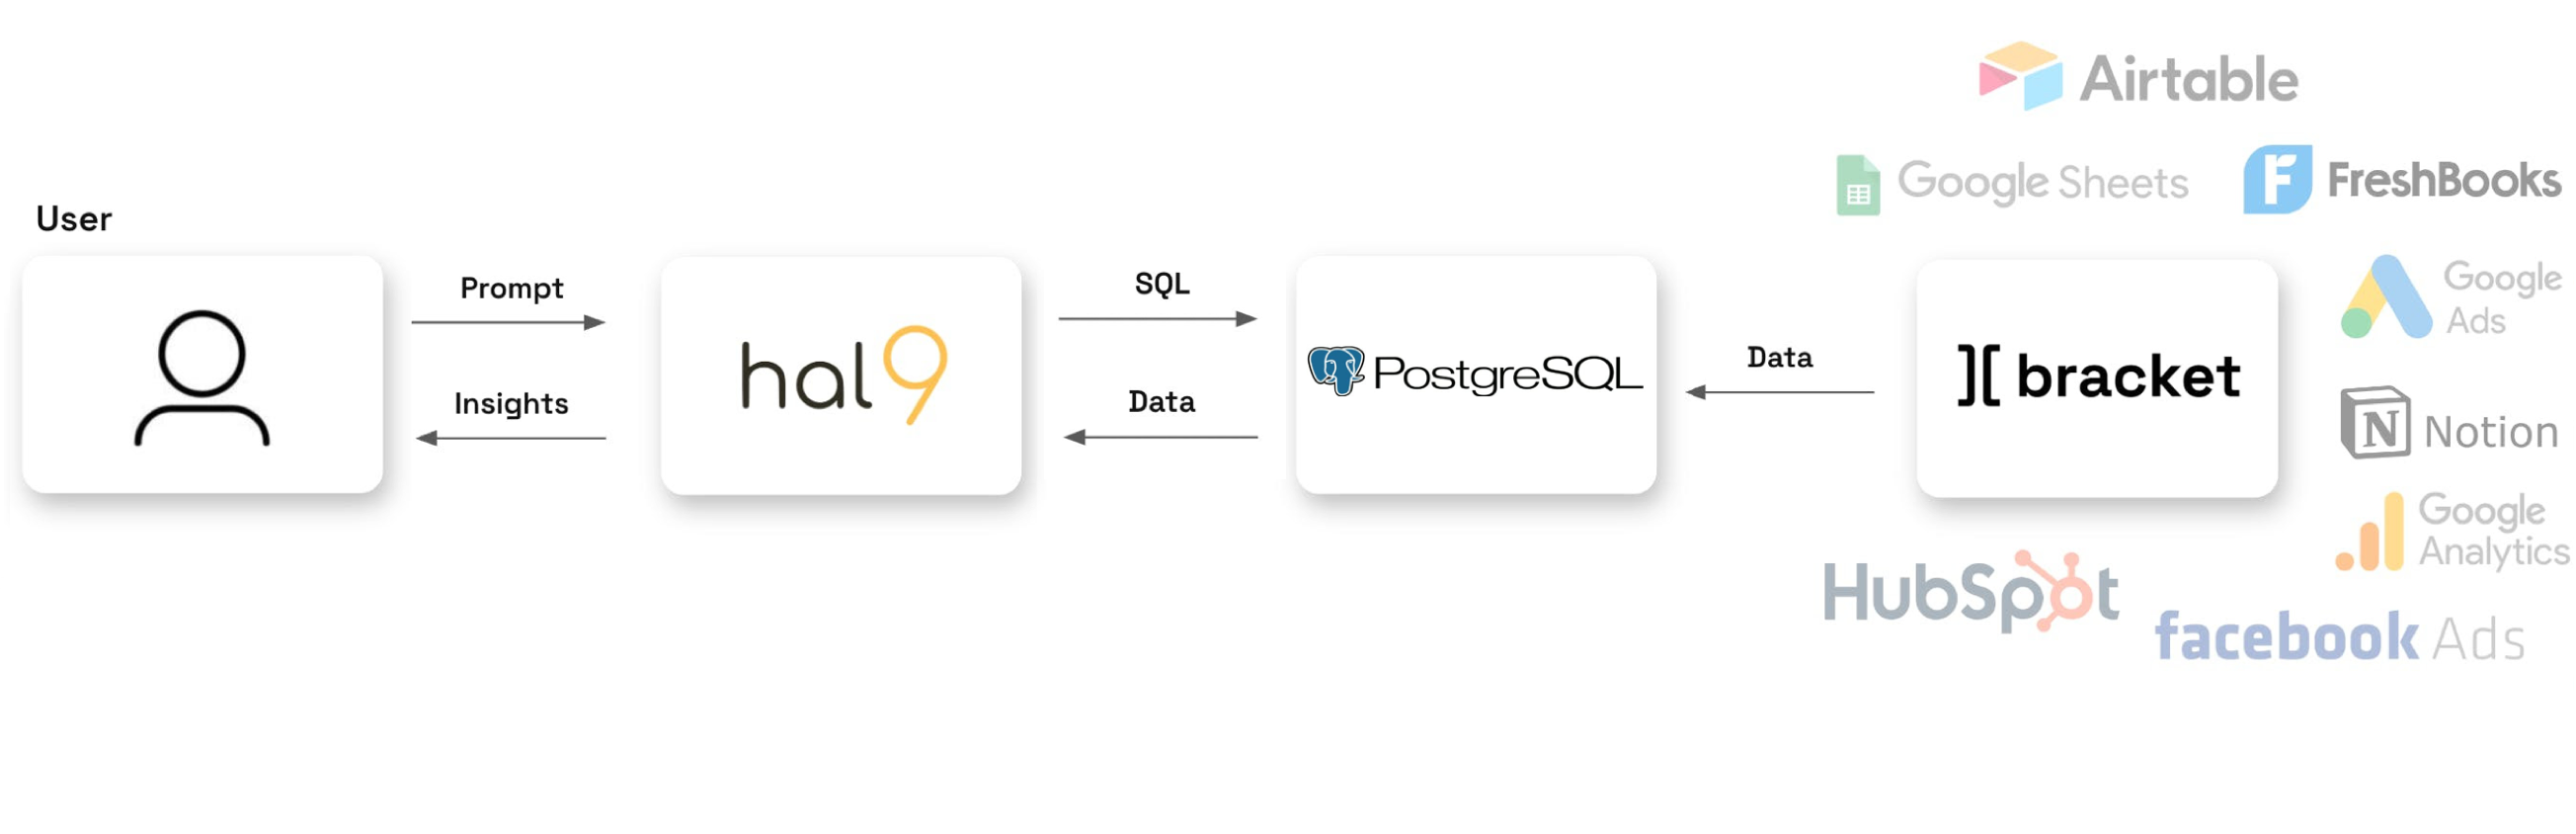 User
Prompt
Insights
hal9
SQL
Data
PostgreSQL
Data
][ bracket
Airtable
Google Sheets
FreshBooks
Google
Ads
Notion
Google
Analytics
HubSpot
facebook Ads